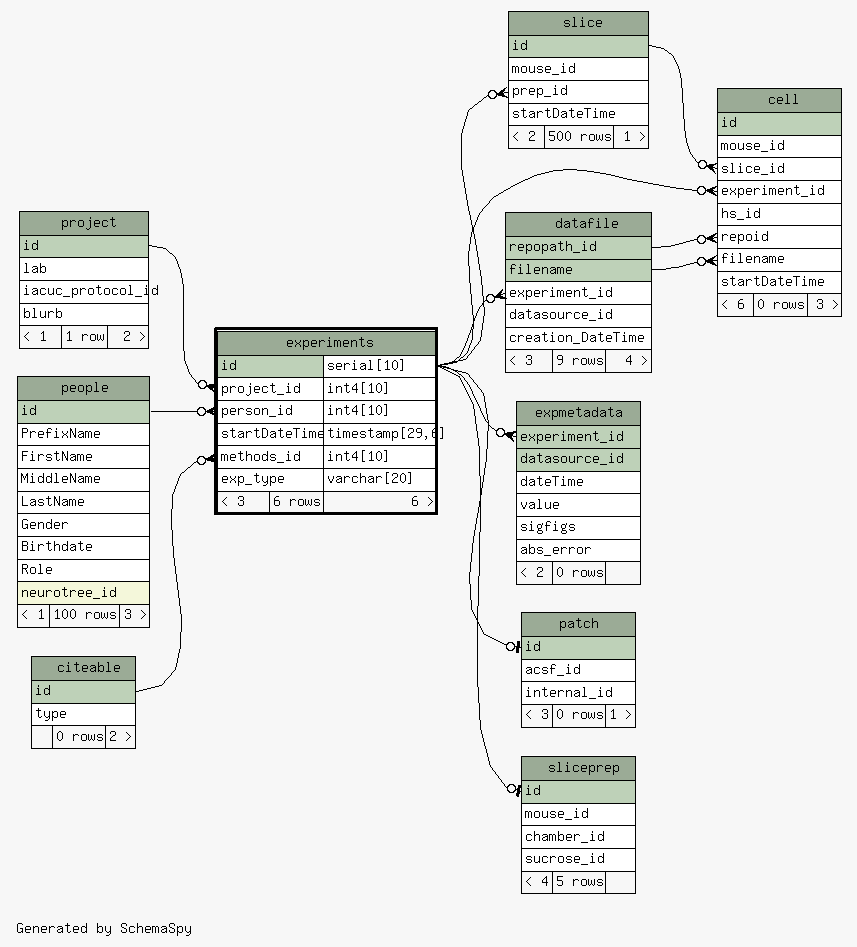 slice
id
mouse_id
prep_id
startDateTime
< 2 500 rows 1 >
cell
id
mouse_id
slice_id
experiment_id
hs_id
repoid
filename
startDateTime
< 6 0 rows 3 >
project
id
lab
iacuc_protocol_id
blurb
< 1 1 row 2 >
datafile
repopath_id
filename
experiment_id
datasource_id
creation_DateTime
< 3 9 rows 4 >
experiments
id serial[10]
project_id int4[10]
person_id int4[10]
startDateTime timestamp[29,6]
methods_id int4[10]
exp_type varchar[20]
< 3 6 rows 6 >
people
id
PrefixName
FirstName
MiddleName
LastName
Gender
Birthdate
Role
neurotree_id
< 1 100 rows 3 >
expmetadata
experiment_id
datasource_id
dateTime
value
sigfigs
abs_error
< 2 0 rows
patch
id
acsf_id
internal_id
< 3 0 rows 1 >
citeable
id
type
0 rows 2 >
sliceprep
id
mouse_id
chamber_id
sucrose_id
< 4 5 rows
Generated by SchemaSpy